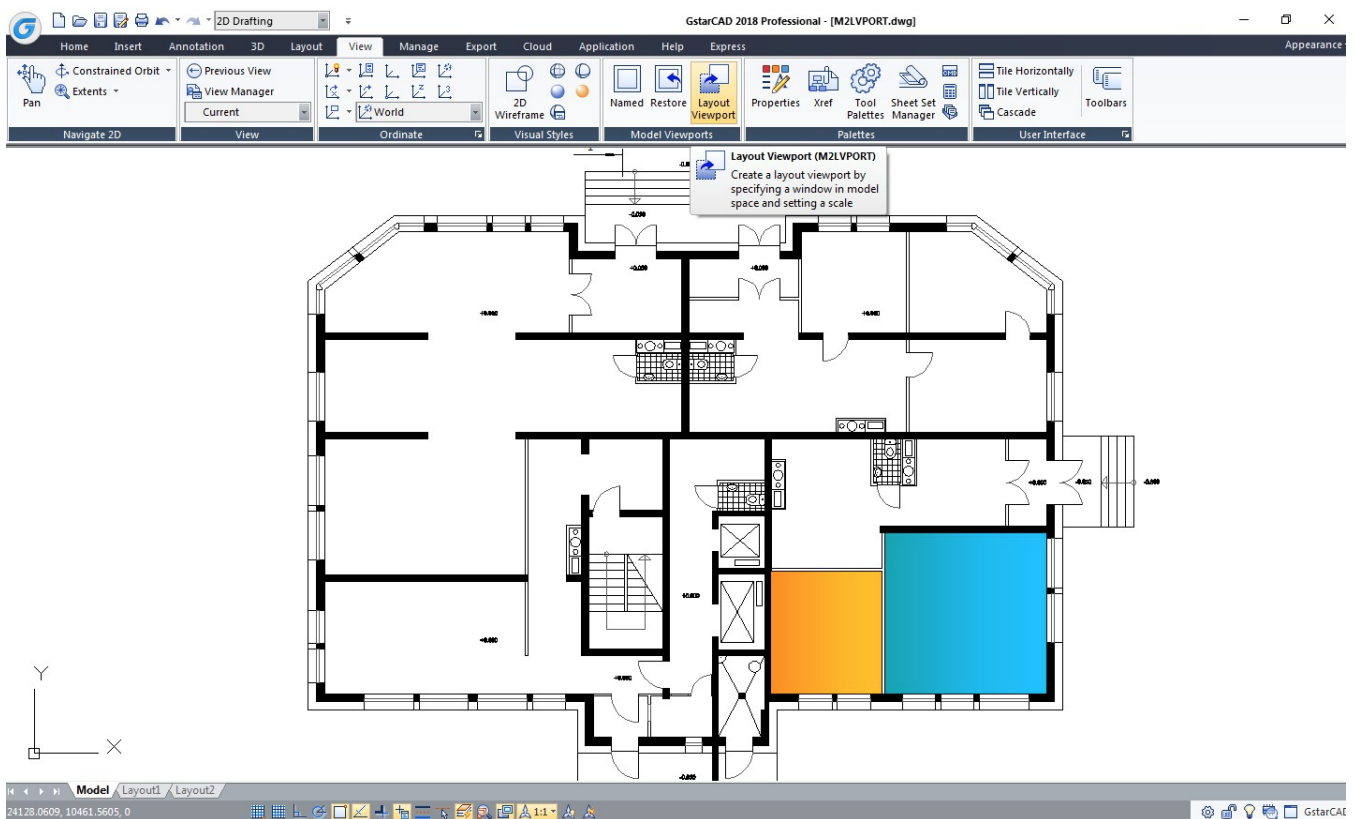 2D Drafting
GstarCAD 2018 Professional - [M2LVPORT.dwg]
Home Insert Annotation 3D Layout View Manage Export Cloud Application Help Express Appearance
Constrained Orbit
Extents
Pan
Navigate 2D
Previous View
View Manager
Current
View
World
Ordinate
2D
Wireframe
Visual Styles
Named Restore Layout
Viewport
Model Viewports
Properties Xref Tool
Palettes Sheet Set
Manager
Palettes
Tile Horizontally
Tile Vertically
Cascade
Toolbars
User Interface
Layout Viewport (M2LVPORT)
Create a layout viewport by
specifying a window in model
space and setting a scale
Y
X
Model Layout1 Layout2
24128.0609, 10461.5605, 0
1:1
GstarCAD